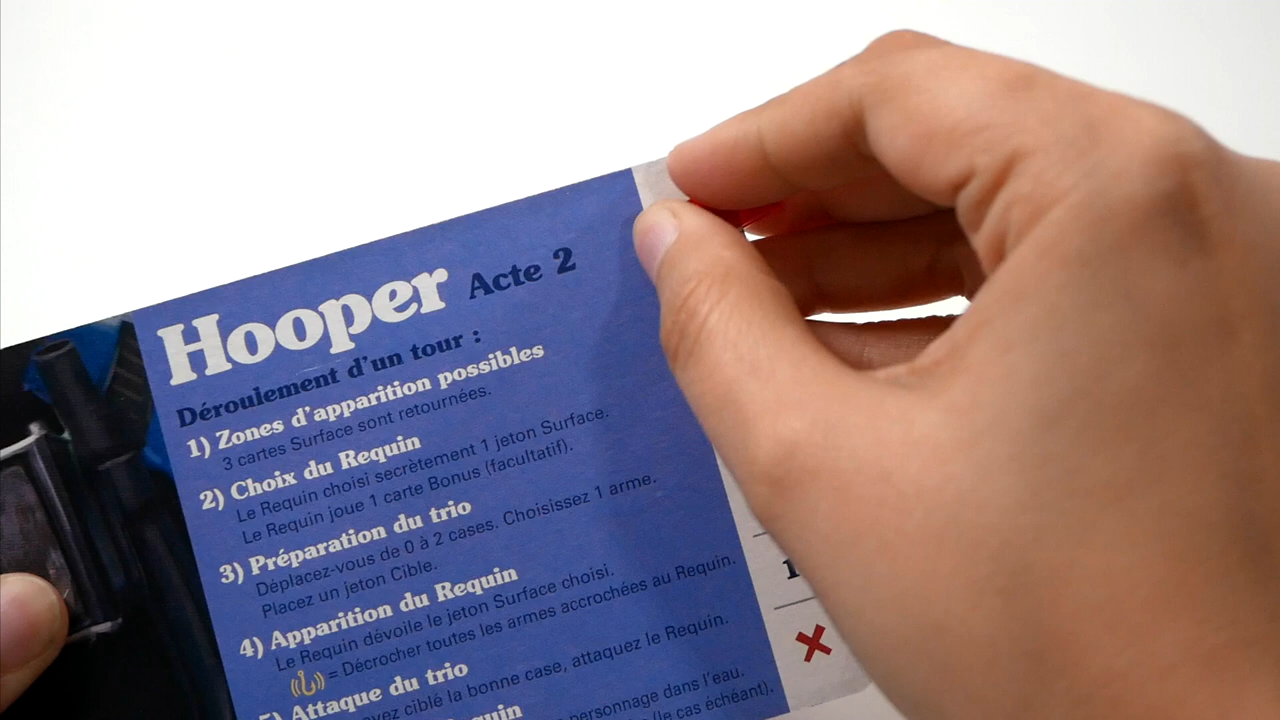 Hooper Acte 2
Déroulement d'un tour :
1) Zones d'apparition possibles
3 cartes Surface sont retournées.
2) Choix du Requin
Le Requin choisi secrètement 1 jeton Surface.
Le Requin joue 1 carte Bonus (facultatif).
3) Préparation du trio
Déplacez-vous de 0 à 2 cases. Choisissez 1 arme.
Placez un jeton Cible.
4) Apparition du Requin
Le Requin dévoile le jeton Surface choisi.
= Décrocher toutes les armes accrochées au Requin.
5) Attaque du trio
ciblé la bonne case, attaquez le Requin.
personnage dans l'eau.
(le cas échéant).